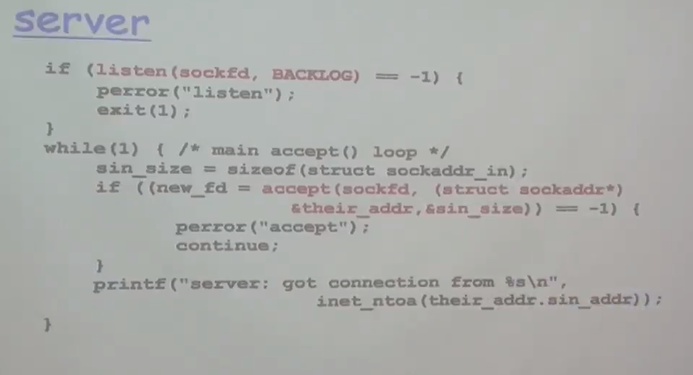 server
if (listen(sockfd, BACKLOG) == -1) {
perror("listen");
exit(1);
}
while(1) { /* main accept() loop */
sin_size = sizeof(struct sockaddr_in);
if ((new_fd = accept(sockfd, (struct sockaddr*)
&their_addr,&sin_size)) == -1) {
perror("accept");
continue;
}
printf("server: got connection from %s\n",
inet_ntoa(their_addr.sin_addr));
}